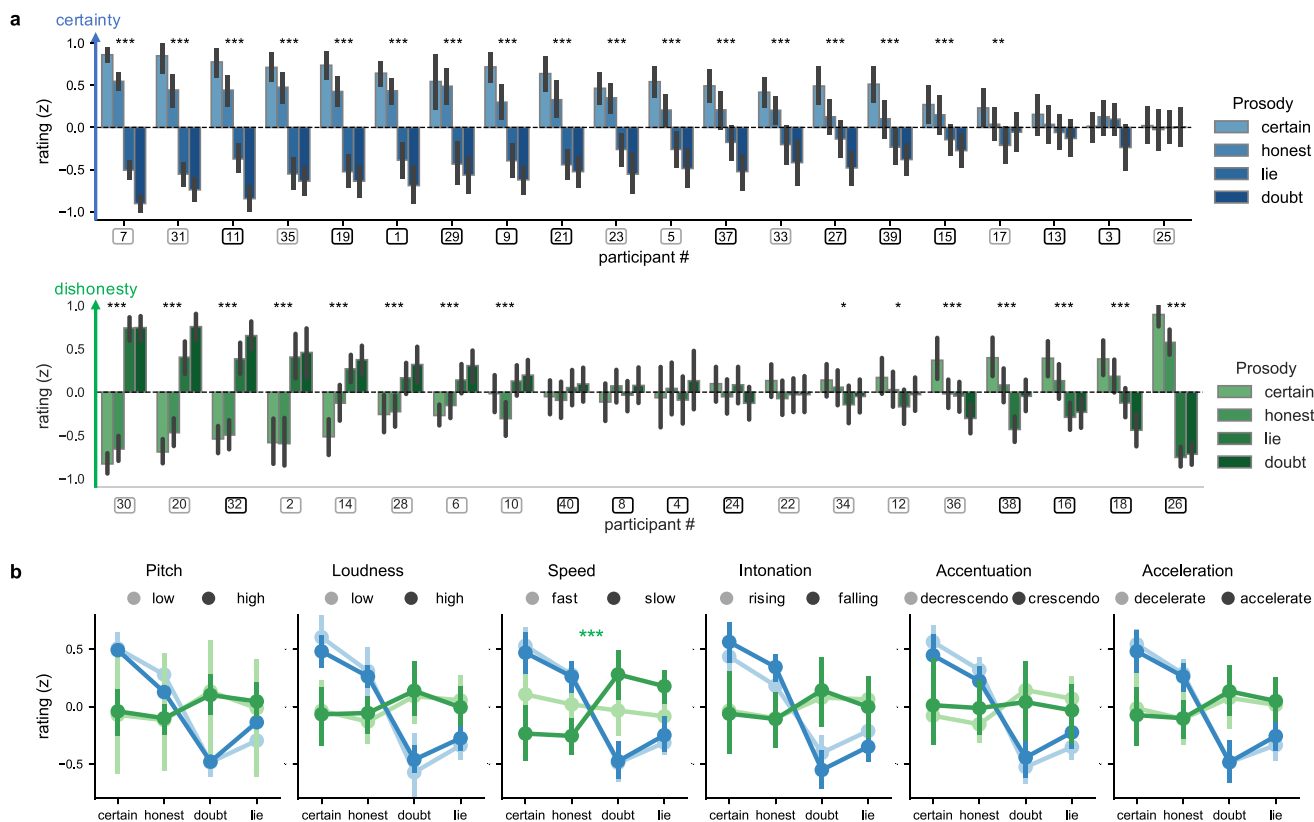 a
certainty
*** *** *** *** *** *** *** *** *** *** *** *** *** *** *** *** **
1.0
0.5
0.0
−0.5
−1.0
rating (z)
Prosody
certain
honest
lie
doubt
7 31 11 35 19 1 29 9 21 23 5 37 33 27 39 15 17 13 3 25
participant #
dishonesty
*** *** *** *** *** *** *** *** * * *** *** *** *** ***
1.0
0.5
0.0
−0.5
−1.0
rating (z)
Prosody
certain
honest
lie
doubt
30 20 32 2 14 28 6 10 40 8 4 24 22 34 12 36 38 16 18 26
participant #
b
Pitch Loudness Speed Intonation Accentuation Acceleration
low high low high fast slow rising falling decrescendo crescendo decelerate accelerate
***
0.5
0.0
−0.5
rating (z)
certain honest doubt lie certain honest doubt lie certain honest doubt lie certain honest doubt lie certain honest doubt lie certain honest doubt lie